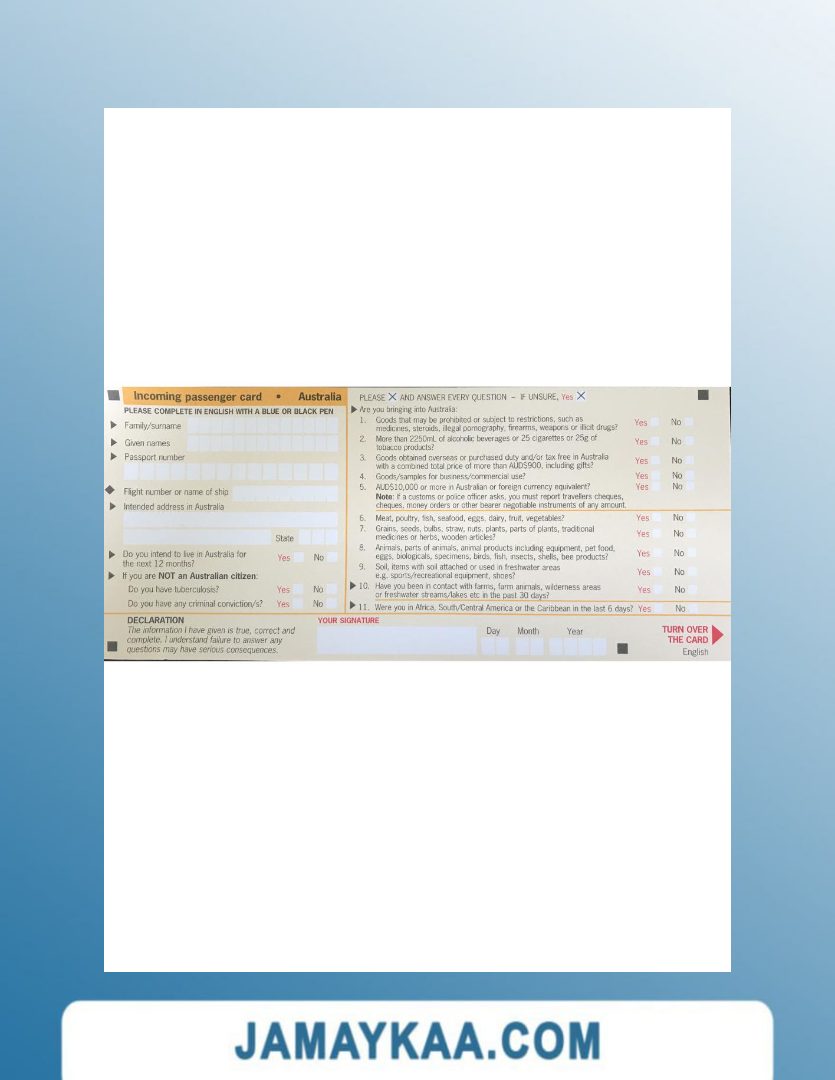 Incoming passenger card • Australia
PLEASE COMPLETE IN ENGLISH WITH A BLUE OR BLACK PEN
Family/surname
Given names
Passport number
Flight number or name of ship
Intended address in Australia
State
Do you intend to live in Australia for
the next 12 months?
Yes No
If you are NOT an Australian citizen:
Do you have tuberculosis? Yes No
Do you have any criminal conviction/s? Yes No
PLEASE X AND ANSWER EVERY QUESTION – IF UNSURE, Yes X
Are you bringing into Australia:
1. Goods that may be prohibited or subject to restrictions, such as
medicines, steroids, illegal pornography, firearms, weapons or illicit drugs? Yes No
2. More than 2250mL of alcoholic beverages or 25 cigarettes or 25g of
tobacco products? Yes No
3. Goods obtained overseas or purchased duty and/or tax free in Australia
with a combined total price of more than AUD$900, including gifts? Yes No
4. Goods/samples for business/commercial use? Yes No
5. AUD$10,000 or more in Australian or foreign currency equivalent? Yes No
Note: If a customs or police officer asks, you must report travellers cheques,
cheques, money orders or other bearer negotiable instruments of any amount.
6. Meat, poultry, fish, seafood, eggs, dairy, fruit, vegetables? Yes No
7. Grains, seeds, bulbs, straw, nuts, plants, parts of plants, traditional
medicines or herbs, wooden articles? Yes No
8. Animals, parts of animals, animal products including equipment, pet food,
eggs, biologicals, specimens, birds, fish, insects, shells, bee products? Yes No
9. Soil, items with soil attached or used in freshwater areas
e.g. sports/recreational equipment, shoes? Yes No
10. Have you been in contact with farms, farm animals, wilderness areas
or freshwater streams/lakes etc in the past 30 days? Yes No
11. Were you in Africa, South/Central America or the Caribbean in the last 6 days? Yes No
DECLARATION
The information I have given is true, correct and
complete. I understand failure to answer any
questions may have serious consequences.
YOUR SIGNATURE
Day Month Year
TURN OVER
THE CARD
English
JAMAYKAA.COM